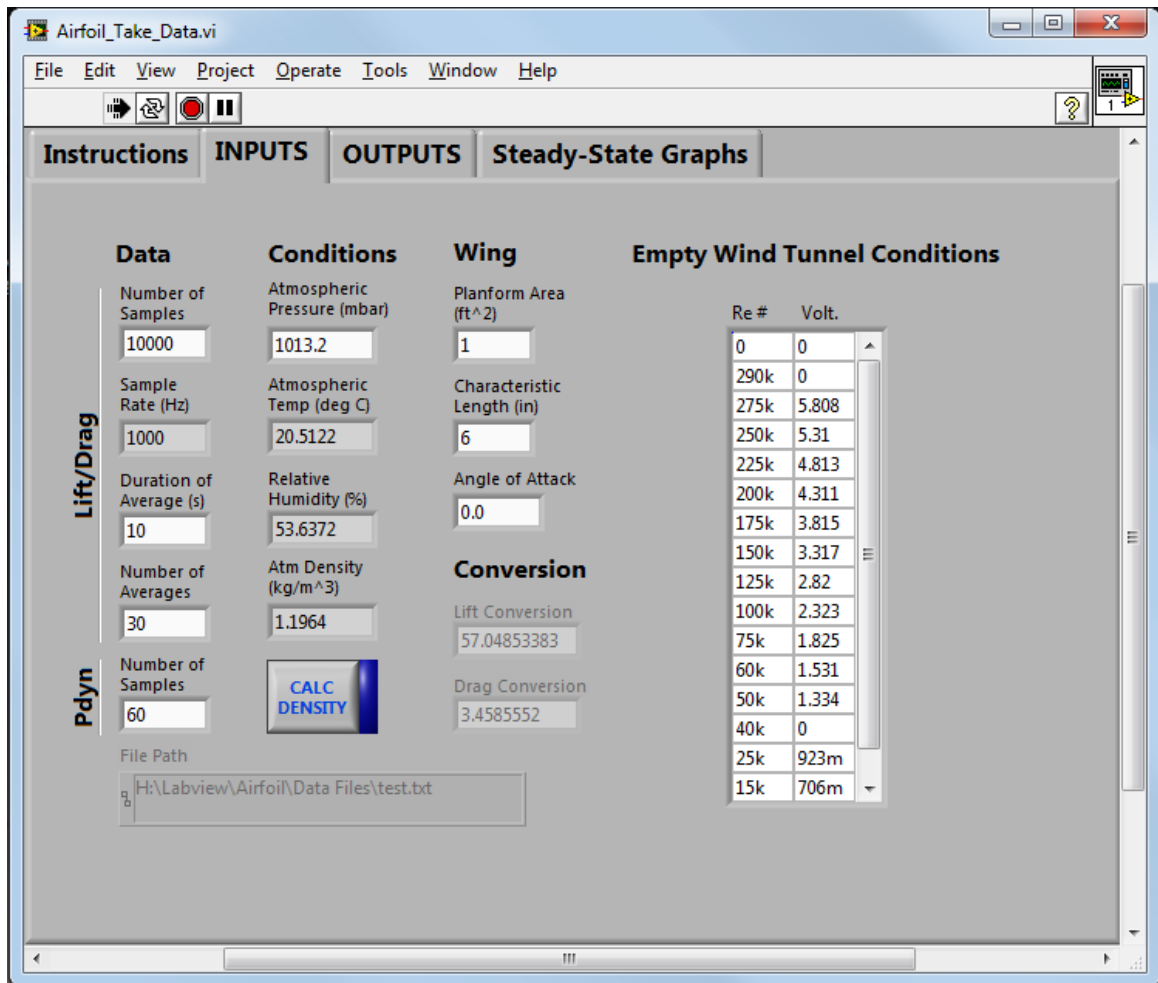 Airfoil_Take_Data.vi
File Edit View Project Operate Tools Window Help
1
Instructions INPUTS OUTPUTS Steady-State Graphs
Data
Lift/Drag
Number of
Samples
10000
Sample
Rate (Hz)
1000
Duration of
Average (s)
10
Number of
Averages
30
Pdyn
Number of
Samples
60
File Path
H:\Labview\Airfoil\Data Files\test.txt
Conditions
Atmospheric
Pressure (mbar)
1013.2
Atmospheric
Temp (deg C)
20.5122
Relative
Humidity (%)
53.6372
Atm Density
(kg/m^3)
1.1964
CALC
DENSITY
Wing
Planform Area
(ft^2)
1
Characteristic
Length (in)
6
Angle of Attack
0.0
Conversion
Lift Conversion
57.04853383
Drag Conversion
3.4585552
Empty Wind Tunnel Conditions
Re # Volt.
0 0
290k 0
275k 5.808
250k 5.31
225k 4.813
200k 4.311
175k 3.815
150k 3.317
125k 2.82
100k 2.323
75k 1.825
60k 1.531
50k 1.334
40k 0
25k 923m
15k 706m